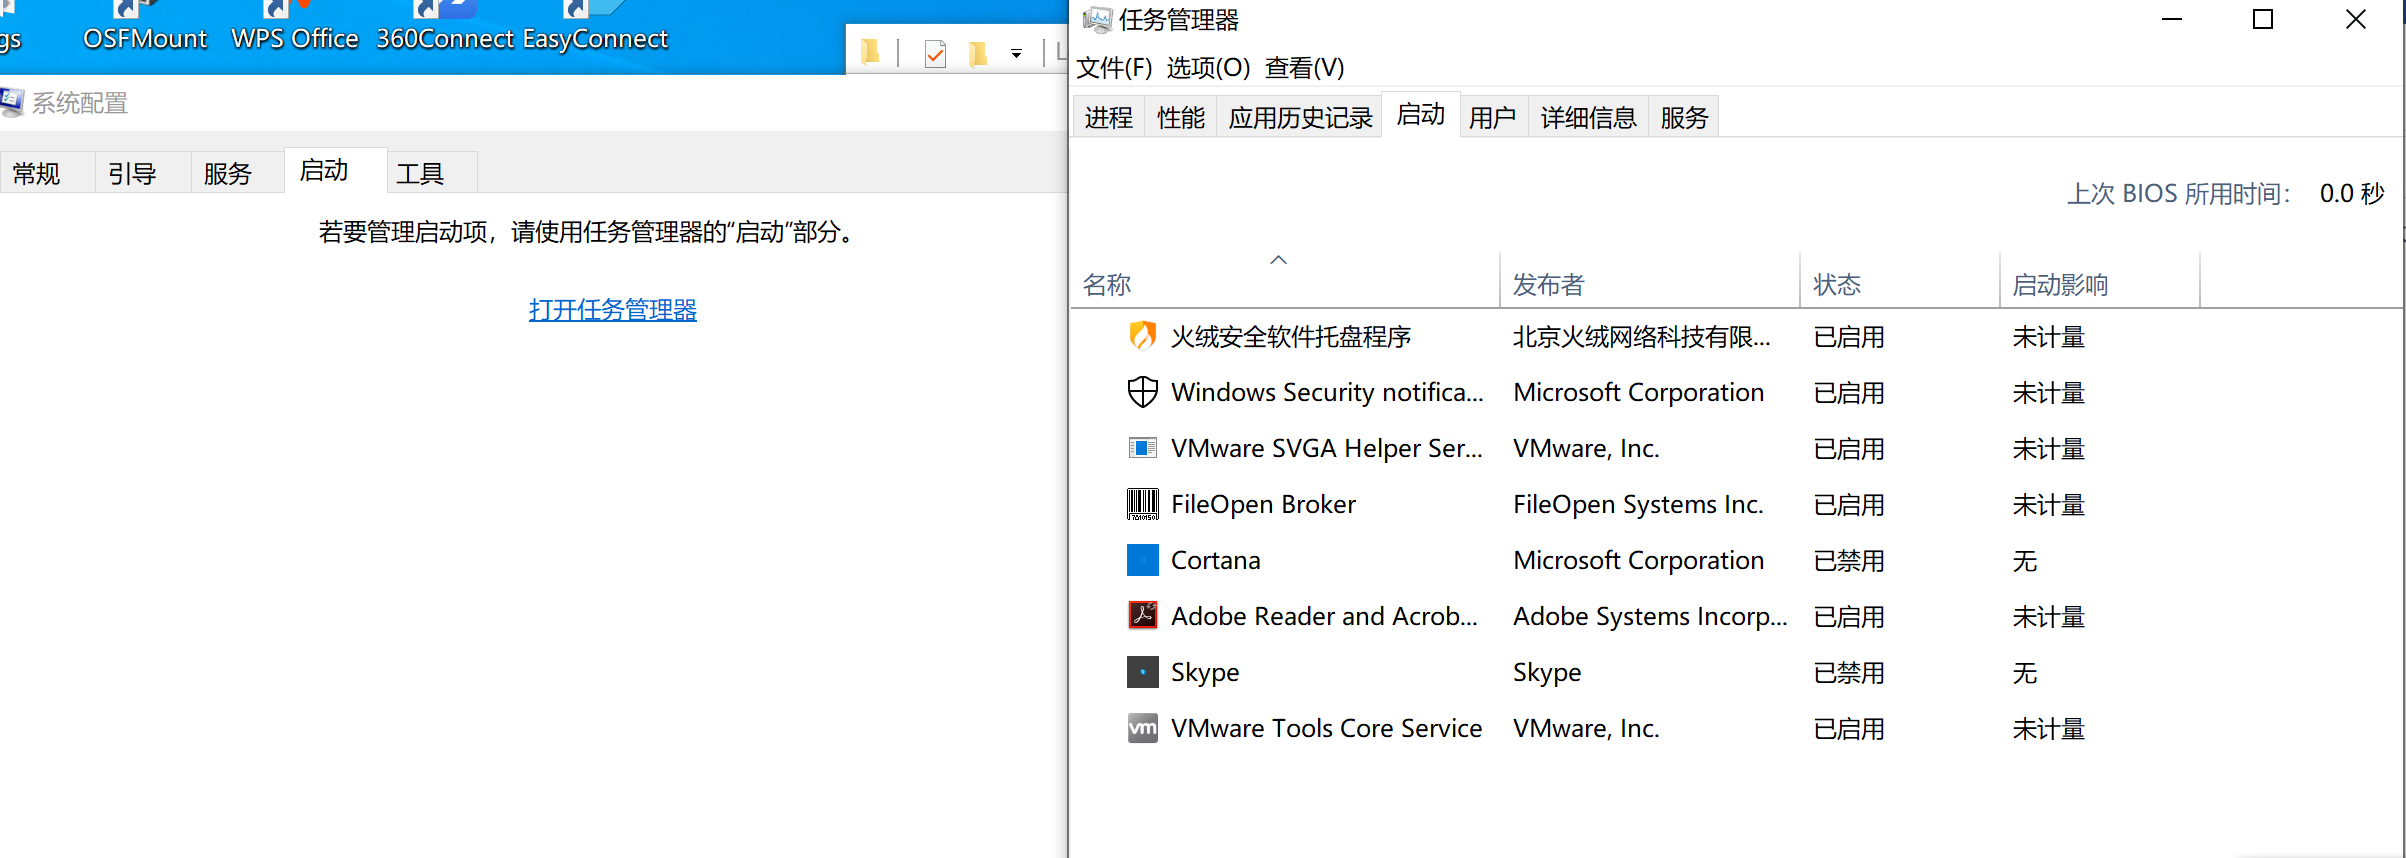 gs
OSFMount
WPS Office
360Connect
EasyConnect
系统配置
常规 引导 服务 启动 工具
若要管理启动项，请使用任务管理器的“启动”部分。
打开任务管理器
任务管理器
文件(F) 选项(O) 查看(V)
进程 性能 应用历史记录 启动 用户 详细信息 服务
上次 BIOS 所用时间: 0.0 秒
名称 发布者 状态 启动影响
火绒安全软件托盘程序 北京火绒网络科技有限... 已启用 未计量
Windows Security notifica... Microsoft Corporation 已启用 未计量
VMware SVGA Helper Ser... VMware, Inc. 已启用 未计量
FileOpen Broker FileOpen Systems Inc. 已启用 未计量
Cortana Microsoft Corporation 已禁用 无
Adobe Reader and Acrob... Adobe Systems Incorp... 已启用 未计量
Skype Skype 已禁用 无
vm VMware Tools Core Service VMware, Inc. 已启用 未计量